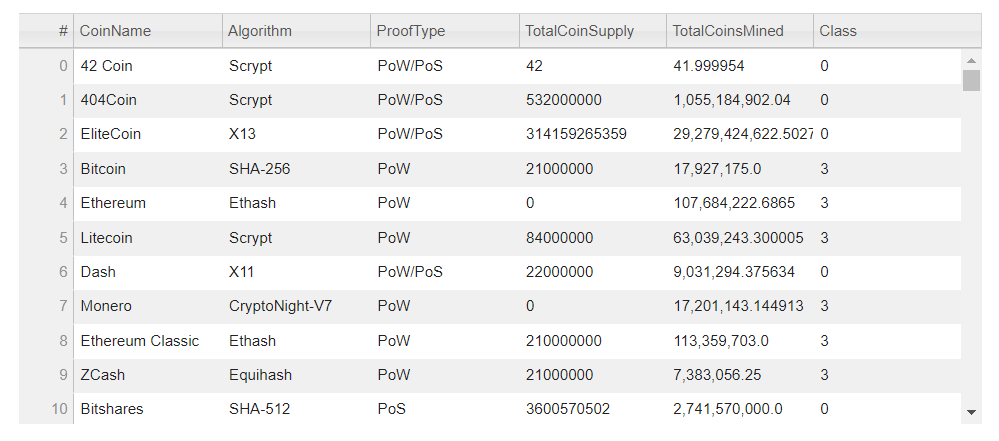 # CoinName Algorithm ProofType TotalCoinSupply TotalCoinsMined Class
0 42 Coin Scrypt PoW/PoS 42 41.999954 0
1 404Coin Scrypt PoW/PoS 532000000 1,055,184,902.04 0
2 EliteCoin X13 PoW/PoS 314159265359 29,279,424,622.5027 0
3 Bitcoin SHA-256 PoW 21000000 17,927,175.0 3
4 Ethereum Ethash PoW 0 107,684,222.6865 3
5 Litecoin Scrypt PoW 84000000 63,039,243.300005 3
6 Dash X11 PoW/PoS 22000000 9,031,294.375634 0
7 Monero CryptoNight-V7 PoW 0 17,201,143.144913 3
8 Ethereum Classic Ethash PoW 210000000 113,359,703.0 3
9 ZCash Equihash PoW 21000000 7,383,056.25 3
10 Bitshares SHA-512 PoS 3600570502 2,741,570,000.0 0